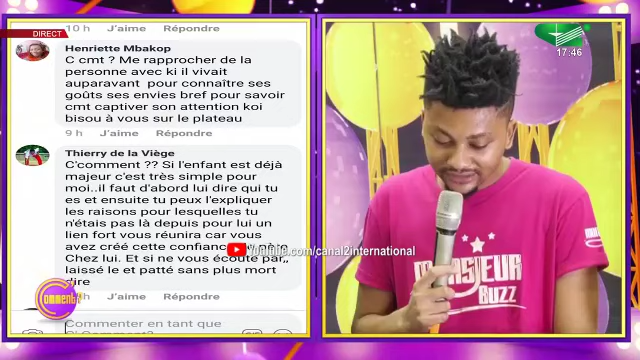 DIRECT
10 h J'aime Répondre
Henriette Mbakop
C cmt ? Me rapprocher de la
personne avec ki il vivait
auparavant pour connaître ses
goûts ses envies bref pour savoir
cmt captiver son attention koi
bisou à vous sur le plateau
9 h J'aime Répondre
Thierry de la Viège
C'comment ?? Si l'enfant est déjà
majeur c'est très simple pour
moi..il faut d'abord lui dire qui tu
es et ensuite tu peux l'expliquer
les raisons pour lesquelles tu
n'étais pas là depuis pour lui un
lien fort vous réunira car vous
avez créé cette confiance
Chez lui. Et si ne vous écoute par,,
laissé le et patté sans plus mort
dire
J'aime Répondre
Commenter en tant que
Comment
Youtube.com/canal2international
17:46
MONSIEUR
BUZZ